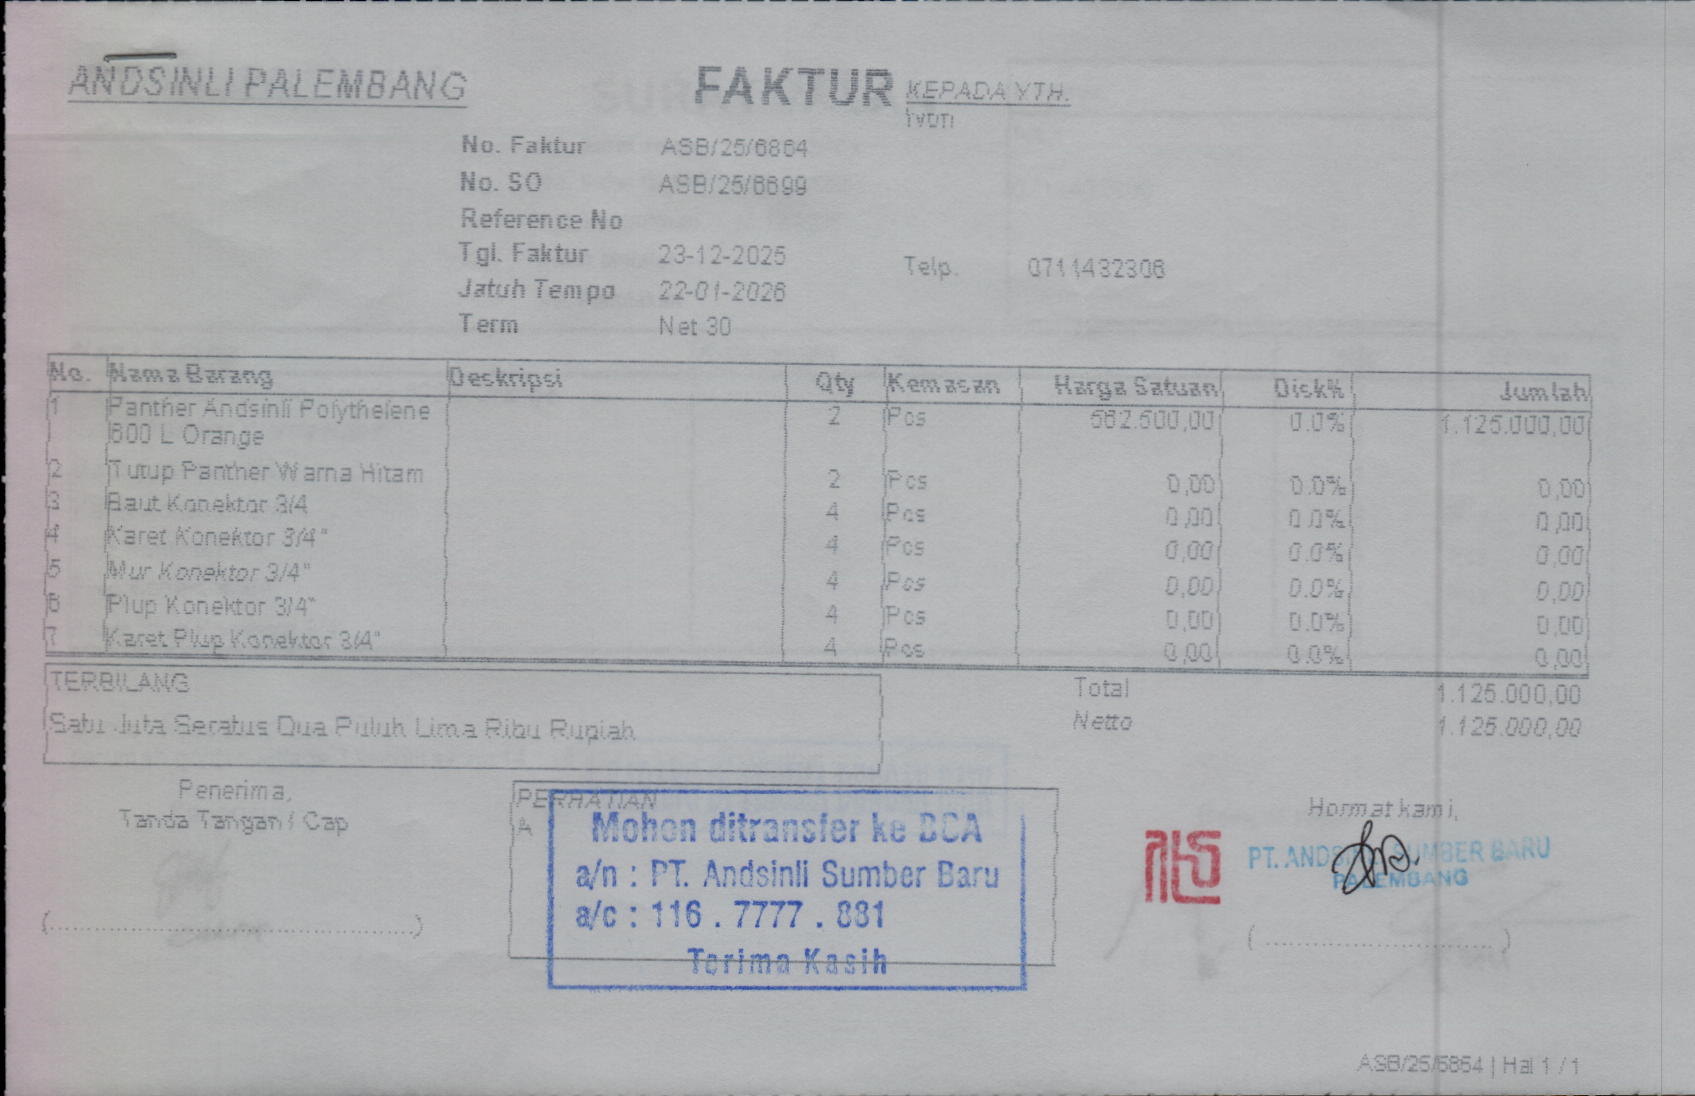 ANDSINLI PALEMBANG
FAKTUR
KEPADA YTH.
No. Faktur ASB/25/6864
No. SO ASB/25/6699
Reference No
Tgl. Faktur 23-12-2025
Jatuh Tempo 22-01-2026
Term Net 30
Telp. 0711432306
No. Nama Barang Deskripsi Qty Kemasan Harga Satuan Disk% Jumlah
1 Panther Andsinli Polythelene 2 Pcs 562.500,00 0.0% 1.125.000,00
600 L Orange
2 Tutup Panther Warna Hitam 2 Pcs 0,00 0.0% 0,00
3 Baut Konektor 3/4 4 Pcs 0,00 0.0% 0,00
4 Karet Konektor 3/4" 4 Pcs 0,00 0.0% 0,00
5 Mur Konektor 3/4" 4 Pcs 0,00 0.0% 0,00
6 Plup Konektor 3/4" 4 Pcs 0,00 0.0% 0,00
7 Karet Plup Konektor 3/4" 4 Pcs 0,00 0.0% 0,00
TERBILANG
Satu Juta Seratus Dua Puluh Lima Ribu Rupiah
Total 1.125.000,00
Netto 1.125.000,00
Penerima,
Tanda Tangan / Cap
(................................................)
PERHATIAN
A
Mohon ditransfer ke BCA
a/n : PT. Andsinli Sumber Baru
a/c : 116 . 7777 . 881
Terima Kasih
Hormat kami,
PT. ANDSINLI SUMBER BARU
PALEMBANG
(..............................)
ASB/25/6864 | Hal 1 / 1